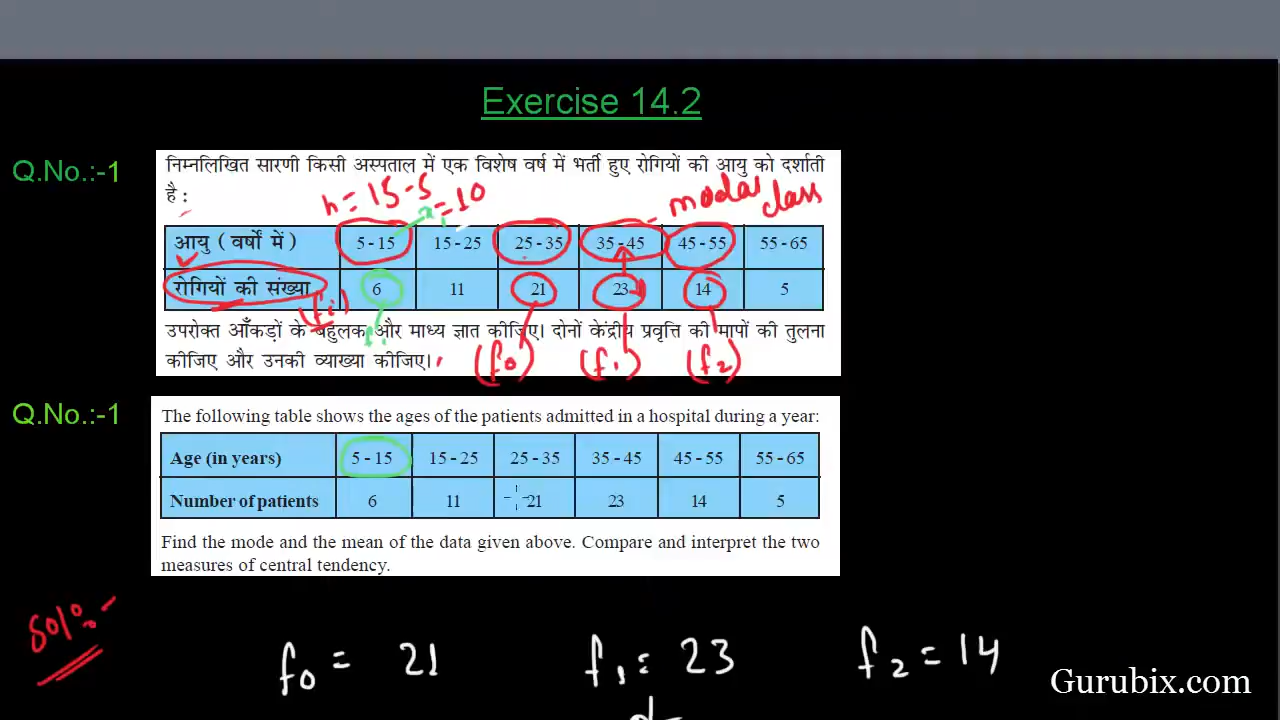 Exercise 14.2
Q.No.:-1
निम्नलिखित सारणी किसी अस्पताल में एक विशेष वर्ष में भर्ती हुए रोगियों की आयु को दर्शाती
है :
h = 15-5 = 10
modal class
आयु ( वर्षों में ) 5 - 15 15 - 25 25 - 35 35 - 45 45 - 55 55 - 65
रोगियों की संख्या 6 11 21 23 14 5
(fi)
उपरोक्त आँकड़ों के बहुलक और माध्य ज्ञात कीजिए। दोनों केंद्रीय प्रवृत्ति की मापों की तुलना
कीजिए और उनकी व्याख्या कीजिए।
(f0) (f1) (f2)
Q.No.:-1
The following table shows the ages of the patients admitted in a hospital during a year:
Age (in years) 5 - 15 15 - 25 25 - 35 35 - 45 45 - 55 55 - 65
Number of patients 6 11 21 23 14 5
Find the mode and the mean of the data given above. Compare and interpret the two
measures of central tendency.
f0 = 21 f1 = 23 f2 = 14
Gurubix.com